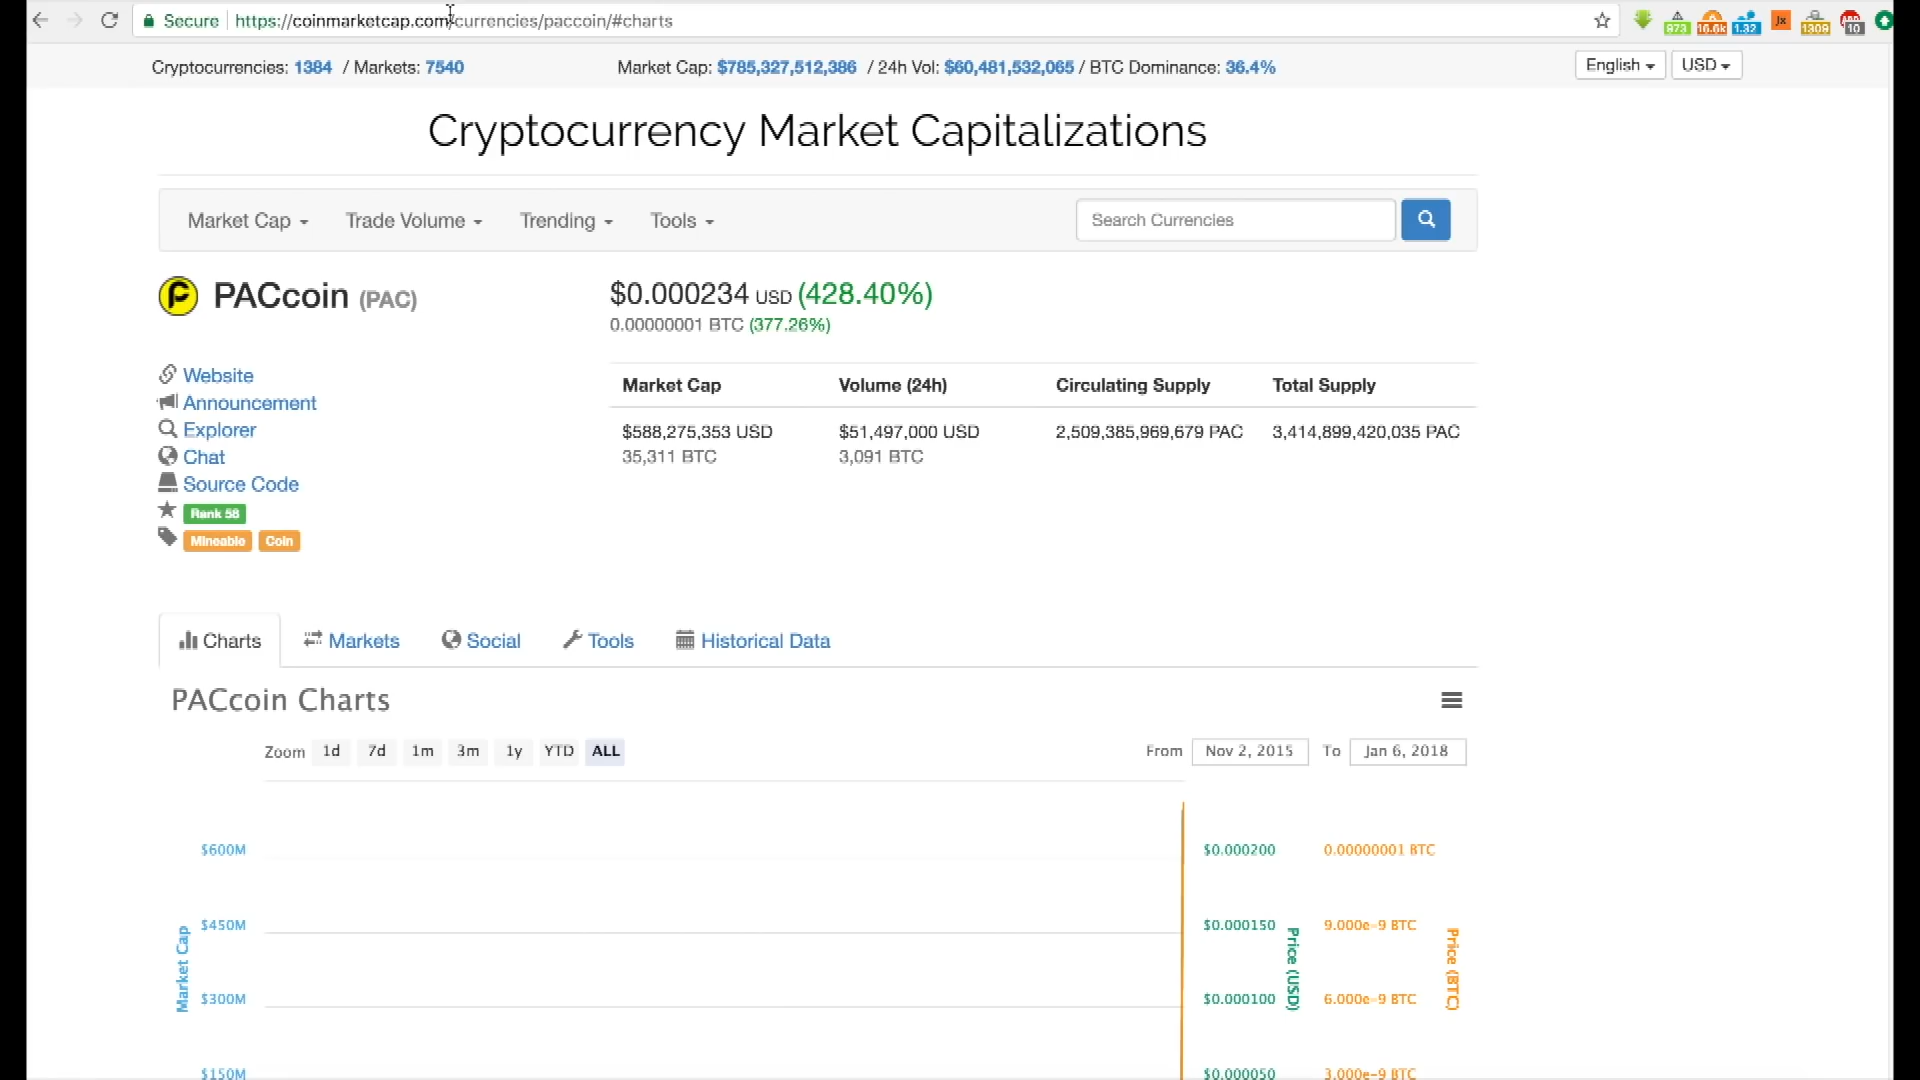 Secure https://coinmarketcap.com/currencies/paccoin/#charts
973 16.6k 1.32 Jx 1309 10
Cryptocurrencies: 1384 / Markets: 7540 Market Cap: $785,327,512,386 / 24h Vol: $60,481,532,065 / BTC Dominance: 36.4% English USD
Cryptocurrency Market Capitalizations
Market Cap Trade Volume Trending Tools Search Currencies
PACcoin (PAC) $0.000234 USD (428.40%)
0.00000001 BTC (377.26%)
Website
Announcement
Explorer
Chat
Source Code
Rank 58
Mineable Coin
Market Cap Volume (24h) Circulating Supply Total Supply
$588,275,353 USD $51,497,000 USD 2,509,385,969,679 PAC 3,414,899,420,035 PAC
35,311 BTC 3,091 BTC
Charts Markets Social Tools Historical Data
PACcoin Charts
Zoom 1d 7d 1m 3m 1y YTD ALL From Nov 2, 2015 To Jan 6, 2018
$600M $0.000200 0.00000001 BTC
$450M $0.000150 9.000e-9 BTC
$300M $0.000100 6.000e-9 BTC
$150M $0.000050 3.000e-9 BTC
Market Cap
Price (USD)
Price (BTC)